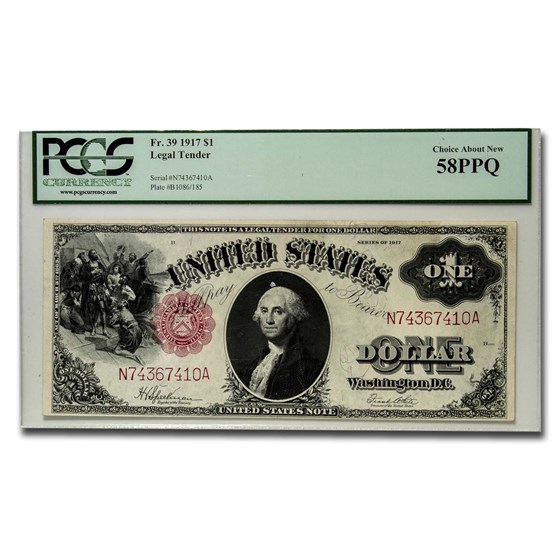 PCGS
CURRENCY
www.pcgscurrency.com
Fr. 39 1917 $1
Legal Tender
Serial#N74367410A
Plate #B1086/185
Choice About New
58PPQ
THIS NOTE IS A LEGAL TENDER FOR ONE DOLLAR
D
SERIES OF 1917
UNITED STATES
ONE
Will pay to Bearer
N74367410A
ONE
DOLLAR
Washington, D.C.
N74367410A
UNITED STATES NOTE